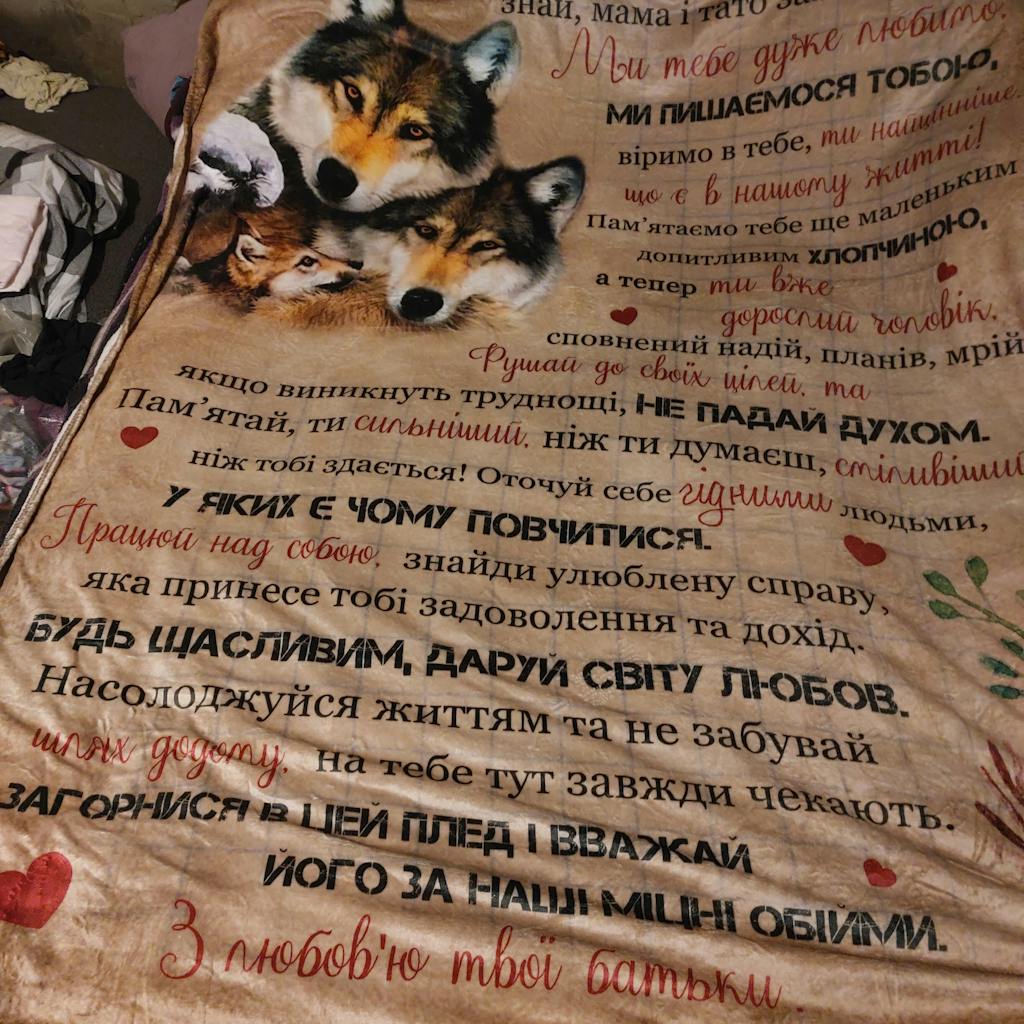 знай, мама і тато
Ми тебе дуже любимо.
МИ ПИШАЄМОСЯ ТОБОЮ,
віримо в тебе, ти найцінніше.
що є в нашому житті!
Пам'ятаємо тебе ще маленьким
допитливим ХЛОПЧИНОЮ,
а тепер ти вже
дорослий чоловік.
сповнений надій, планів, мрій
Рушай до своїх цілей, та
якщо виникнуть труднощі, НЕ ПАДАЙ ДУХОМ.
Пам'ятай, ти сильніший, ніж ти думаєш, сміливіший
ніж тобі здається! Оточуй себе гідними людьми,
У ЯКИХ Є ЧОМУ ПОВЧИТИСЯ.
Працюй над собою, знайди улюблену справу,
яка принесе тобі задоволення та дохід.
БУДЬ ЩАСЛИВИМ, ДАРУЙ СВІТУ ЛЮБОВ.
Насолоджуйся життям та не забувай
шлях додому, на тебе тут завжди чекають.
ЗАГОРНИСЯ В ЦЕЙ ПЛЕД І ВВАЖАЙ
ЙОГО ЗА НАШІ МІЦНІ ОБІЙМИ.
З любов'ю твої батьки